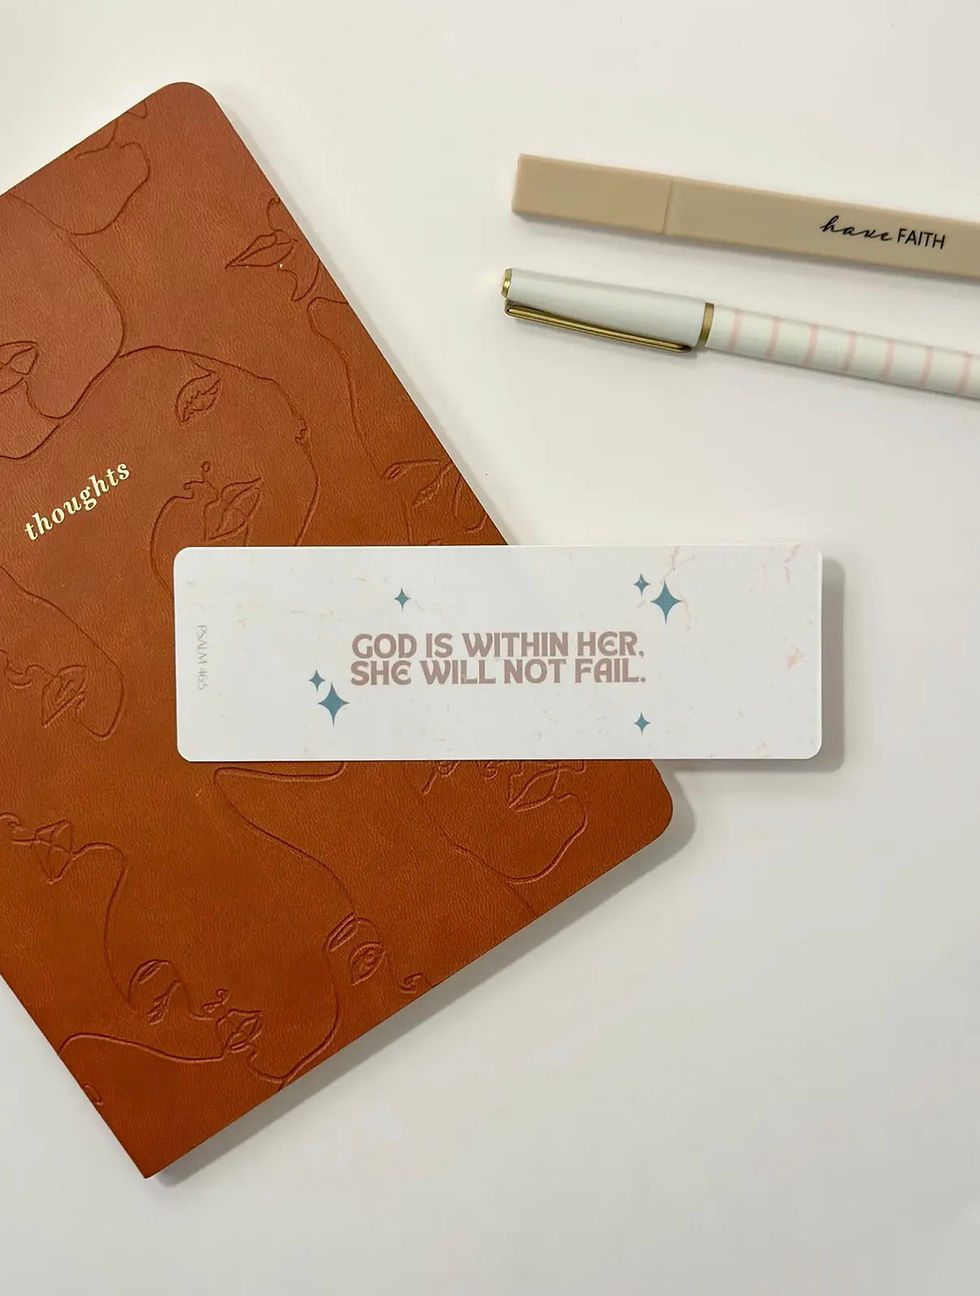 have FAITH
thoughts
GOD IS WITHIN HER,
SHE WILL NOT FAIL.
PSALM 46:5